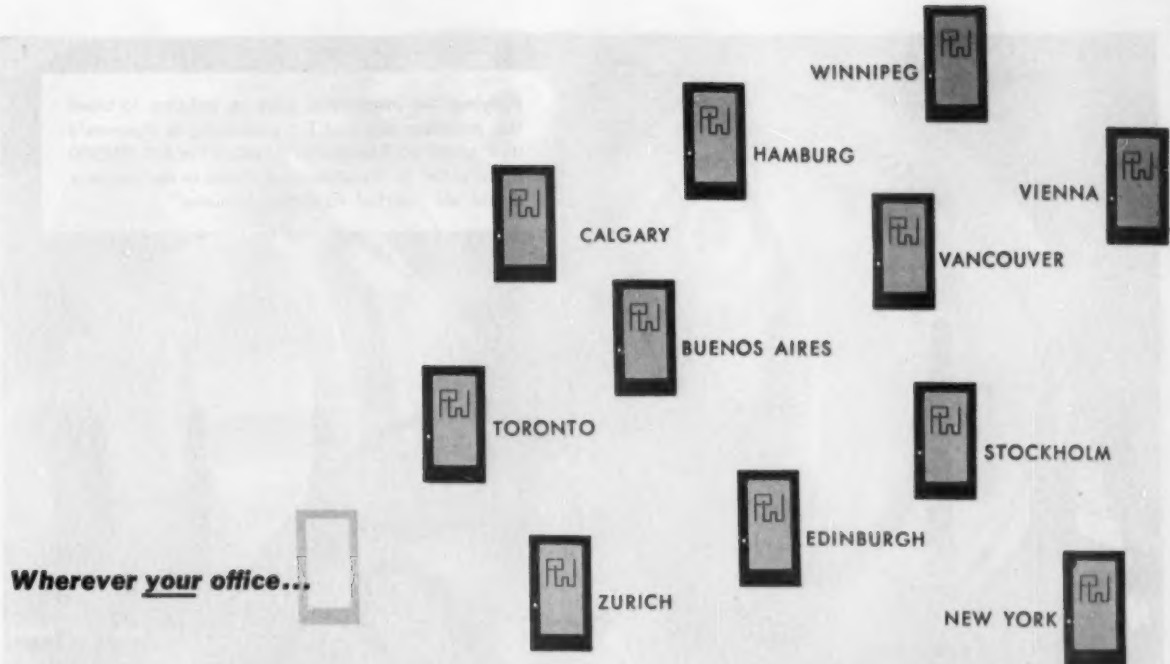 WINNIPEG
HAMBURG
VIENNA
CALGARY
VANCOUVER
BUENOS AIRES
TORONTO
STOCKHOLM
EDINBURGH
Wherever your office...
ZURICH
NEW YORK